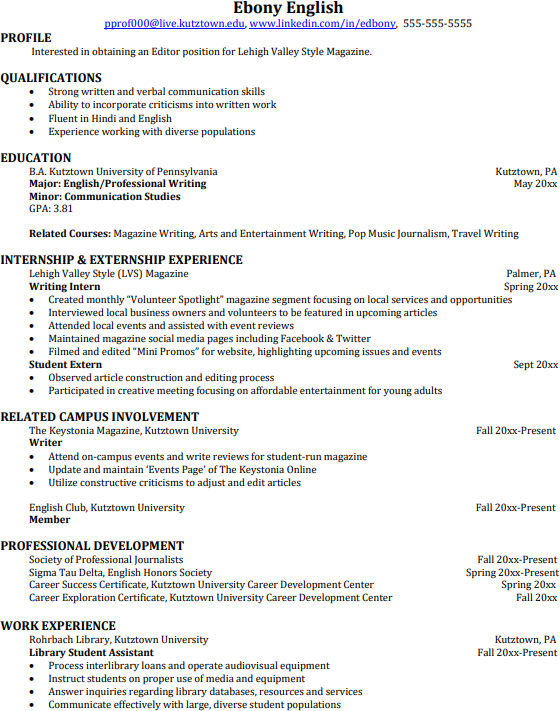 Ebony English
pprof000@live.kutztown.edu, www.linkedin.com/in/edbony, 555-555-5555
PROFILE
Interested in obtaining an Editor position for Lehigh Valley Style Magazine.
QUALIFICATIONS
• Strong written and verbal communication skills
• Ability to incorporate criticisms into written work
• Fluent in Hindi and English
• Experience working with diverse populations
EDUCATION
B.A. Kutztown University of Pennsylvania Kutztown, PA
Major: English/Professional Writing May 20xx
Minor: Communication Studies
GPA: 3.81
Related Courses: Magazine Writing, Arts and Entertainment Writing, Pop Music Journalism, Travel Writing
INTERNSHIP & EXTERNSHIP EXPERIENCE
Lehigh Valley Style (LVS) Magazine Palmer, PA
Writing Intern Spring 20xx
• Created monthly “Volunteer Spotlight” magazine segment focusing on local services and opportunities
• Interviewed local business owners and volunteers to be featured in upcoming articles
• Attended local events and assisted with event reviews
• Maintained magazine social media pages including Facebook & Twitter
• Filmed and edited “Mini Promos” for website, highlighting upcoming issues and events
Student Extern Sept 20xx
• Observed article construction and editing process
• Participated in creative meeting focusing on affordable entertainment for young adults
RELATED CAMPUS INVOLVEMENT
The Keystonia Magazine, Kutztown University Fall 20xx-Present
Writer
• Attend on-campus events and write reviews for student-run magazine
• Update and maintain ‘Events Page’ of The Keystonia Online
• Utilize constructive criticisms to adjust and edit articles
English Club, Kutztown University Fall 20xx-Present
Member
PROFESSIONAL DEVELOPMENT
Society of Professional Journalists Fall 20xx-Present
Sigma Tau Delta, English Honors Society Spring 20xx-Present
Career Success Certificate, Kutztown University Career Development Center Spring 20xx
Career Exploration Certificate, Kutztown University Career Development Center Fall 20xx
WORK EXPERIENCE
Rohrbach Library, Kutztown University Kutztown, PA
Library Student Assistant Fall 20xx-Present
• Process interlibrary loans and operate audiovisual equipment
• Instruct students on proper use of media and equipment
• Answer inquiries regarding library databases, resources and services
• Communicate effectively with large, diverse student populations